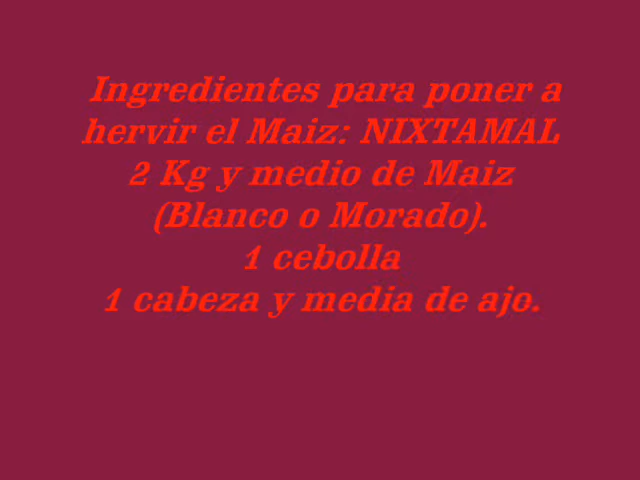 Ingredientes para poner a
hervir el Maiz: NIXTAMAL
2 Kg y medio de Maiz
(Blanco o Morado).
1 cebolla
1 cabeza y media de ajo.